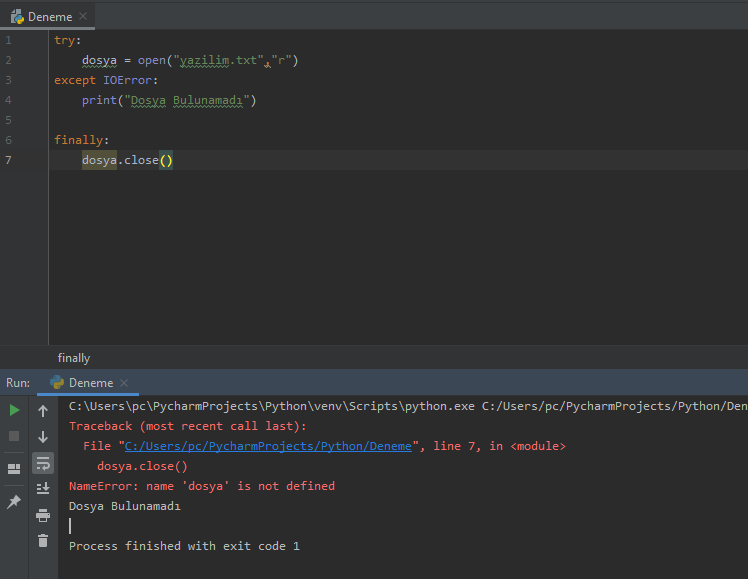 Deneme
1 try:
2 dosya = open("yazilim.txt","r")
3 except IOError:
4 print("Dosya Bulunamadı")
5
6 finally:
7 dosya.close()
finally
Run: Deneme
C:\Users\pc\PycharmProjects\Python\venv\Scripts\python.exe C:/Users/pc/PycharmProjects/Python/Den
Traceback (most recent call last):
File "C:/Users/pc/PycharmProjects/Python/Deneme", line 7, in <module>
dosya.close()
NameError: name 'dosya' is not defined
Dosya Bulunamadı
Process finished with exit code 1